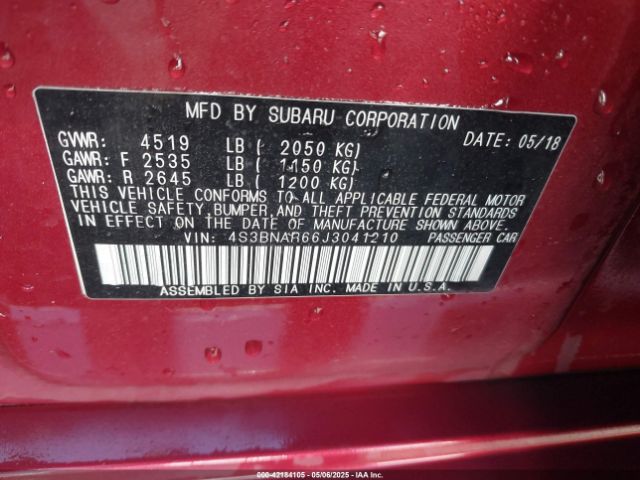 MFD BY SUBARU CORPORATION
GVWR: 4519 LB ( 2050 KG) DATE: 05/18
GAWR: F 2535 LB ( 1150 KG)
GAWR: R 2645 LB ( 1200 KG)
THIS VEHICLE CONFORMS TO ALL APPLICABLE FEDERAL MOTOR
VEHICLE SAFETY, BUMPER, AND THEFT PREVENTION STANDARDS
IN EFFECT ON THE DATE OF MANUFACTURE SHOWN ABOVE.
VIN: 4S3BNAR66J3041210 PASSENGER CAR
ASSEMBLED BY SIA INC. MADE IN U.S.A.
000-42184105 - 05/06/2025 - IAAI.com